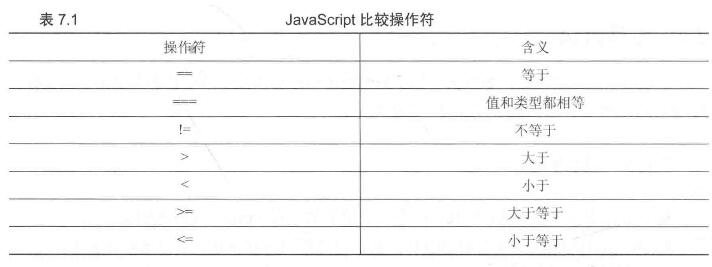 表 7.1 JavaScript 比较操作符
操作符 含义
== 等于
=== 值和类型都相等
!= 不等于
> 大于
< 小于
>= 大于等于
<= 小于等于